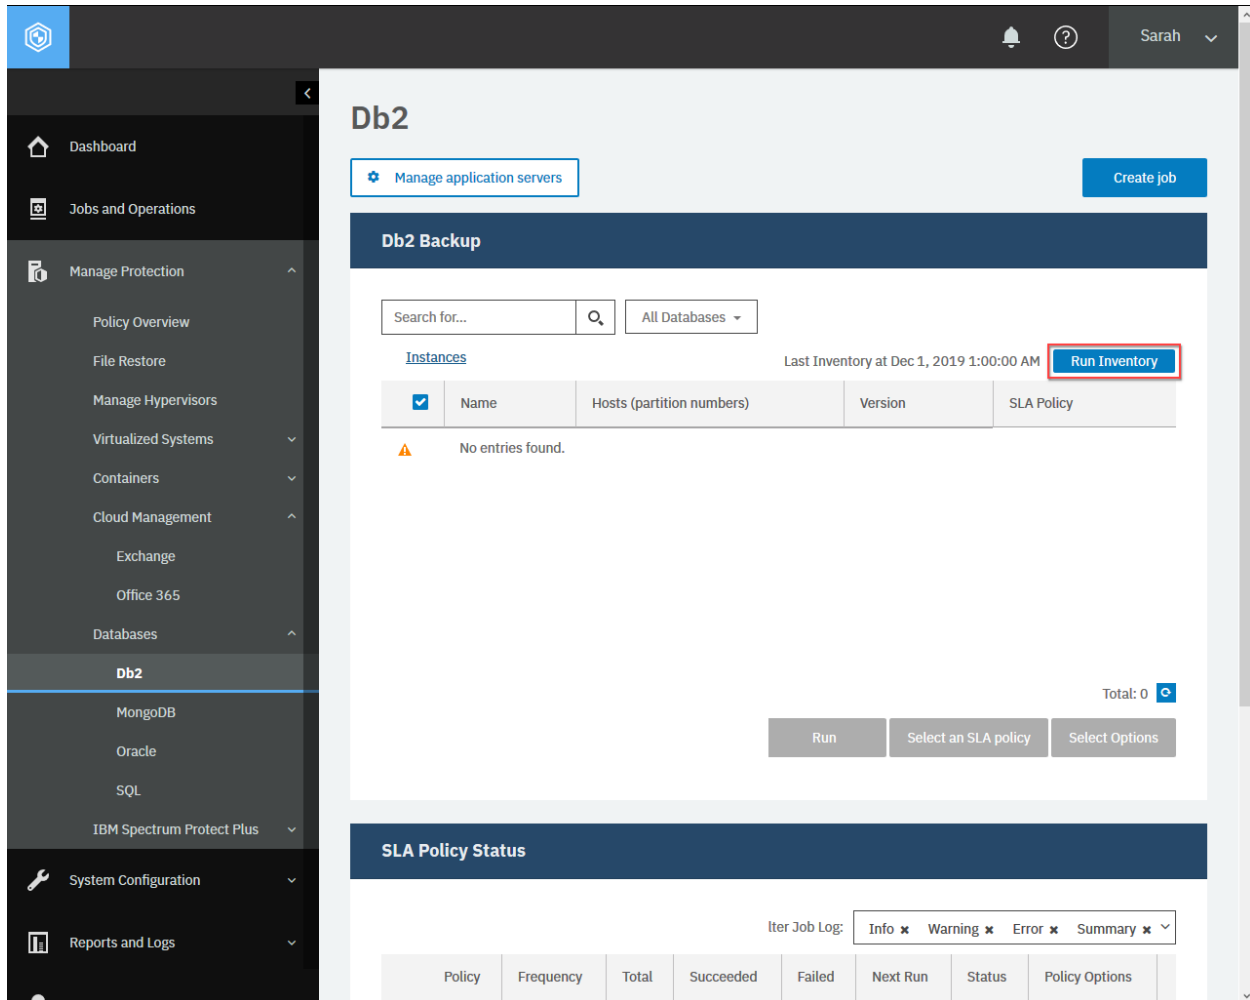 Sarah
Db2
Dashboard
Manage application servers
Create job
Jobs and Operations
Db2 Backup
Manage Protection
Search for...
All Databases
Policy Overview
Instances
Last Inventory at Dec 1, 2019 1:00:00 AM
Run Inventory
File Restore
Manage Hypervisors
Name
Hosts (partition numbers)
Version
SLA Policy
Virtualized Systems
No entries found.
Containers
Cloud Management
Exchange
Office 365
Databases
Db2
Total: 0
MongoDB
Run
Select an SLA policy
Select Options
Oracle
SQL
IBM Spectrum Protect Plus
SLA Policy Status
System Configuration
lter Job Log:
Info × Warning × Error × Summary ×
Reports and Logs
Policy
Frequency
Total
Succeeded
Failed
Next Run
Status
Policy Options